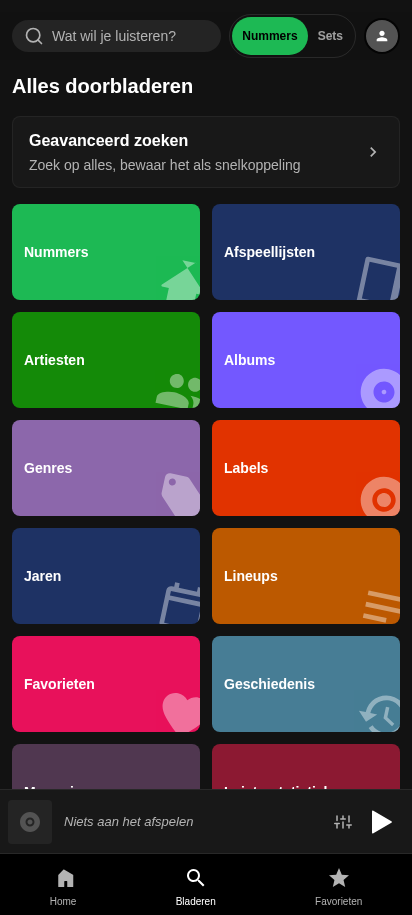 Wat wil je luisteren?
Nummers
Sets
Alles doorbladeren
Geavanceerd zoeken
Zoek op alles, bewaar het als snelkoppeling
Nummers
Afspeellijsten
Artiesten
Albums
Genres
Labels
Jaren
Lineups
Favorieten
Geschiedenis
Niets aan het afspelen
Home
Bladeren
Favorieten